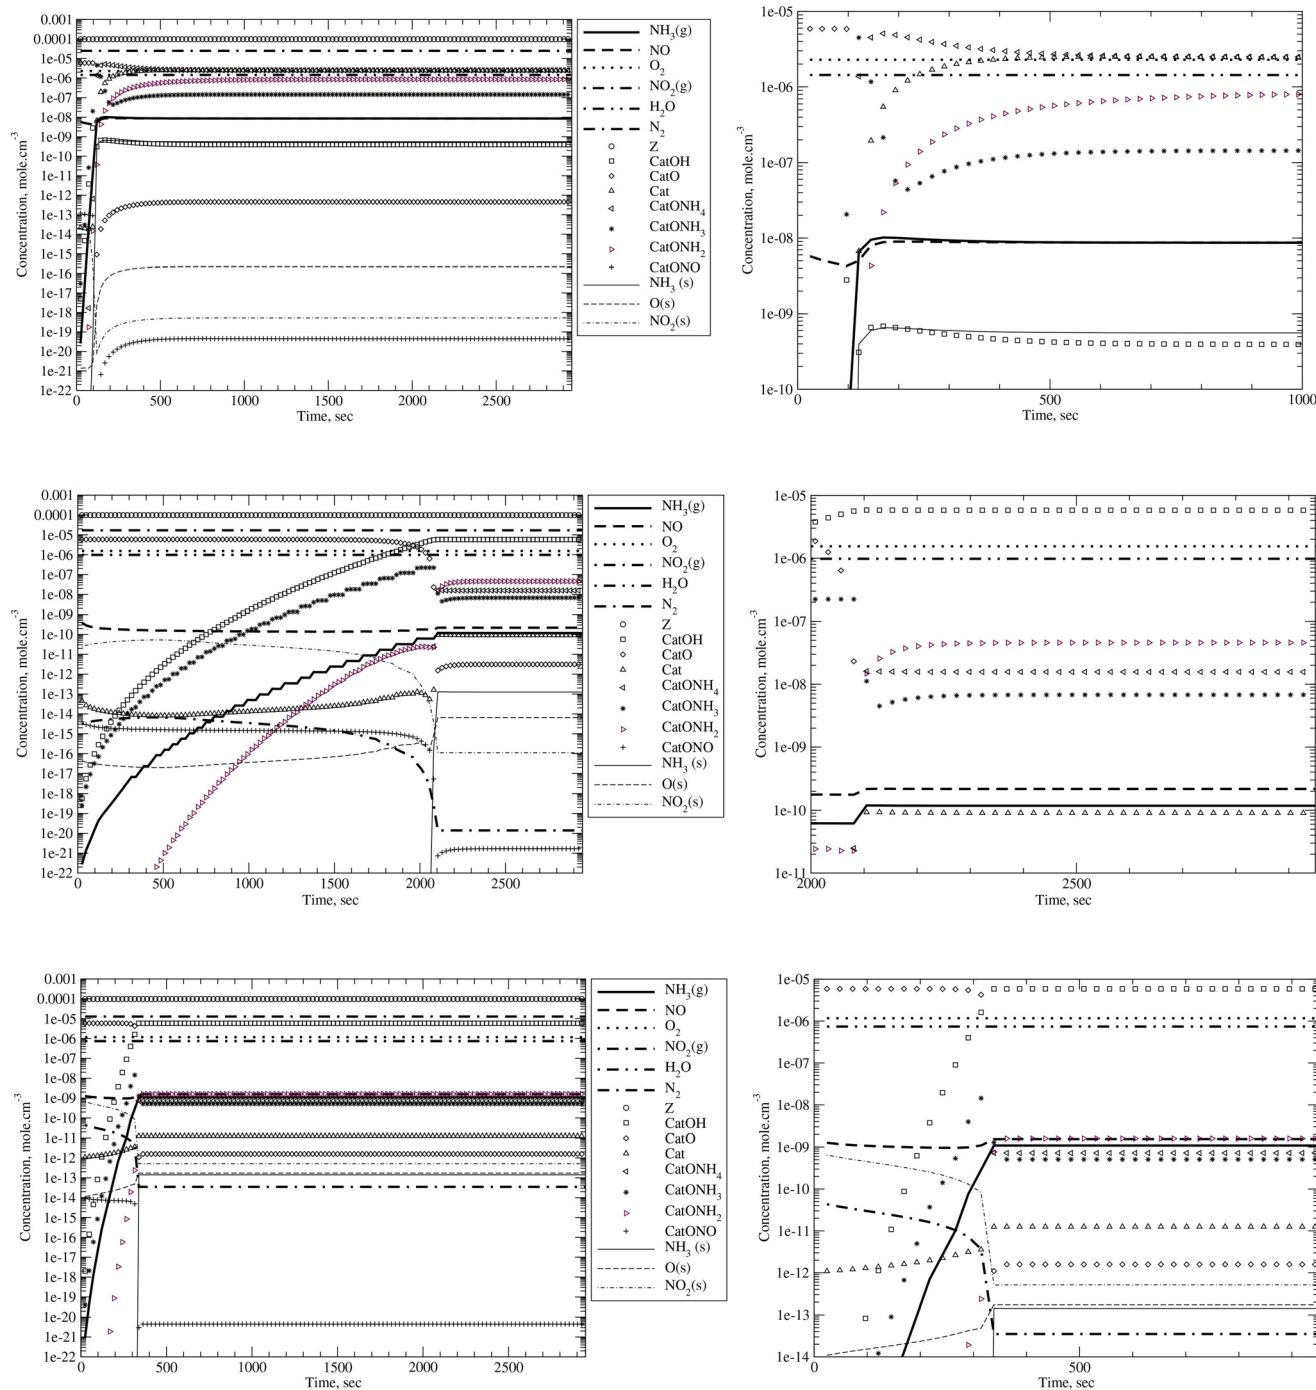 0.001
0.0001
1e-05
1e-06
1e-07
1e-08
1e-09
1e-10
1e-11
1e-12
1e-13
1e-14
1e-15
1e-16
1e-17
1e-18
1e-19
1e-20
1e-21
1e-22
Concentration, mole.cm-3
0 500 1000 1500 2000 2500
Time, sec
NH3(g)
NO
O2
NO2(g)
H2O
N2
Z
CatOH
CatO
Cat
CatONH4
CatONH3
CatONH2
CatONO
NH3 (s)
O(s)
NO2(s)
1e-05
1e-06
1e-07
1e-08
1e-09
1e-10
Concentration, mole.cm-3
0 500 1000
Time, sec
0.001
0.0001
1e-05
1e-06
1e-07
1e-08
1e-09
1e-10
1e-11
1e-12
1e-13
1e-14
1e-15
1e-16
1e-17
1e-18
1e-19
1e-20
1e-21
1e-22
Concentration, mole.cm-3
0 500 1000 1500 2000 2500
Time, sec
NH3(g)
NO
O2
NO2(g)
H2O
N2
Z
CatOH
CatO
Cat
CatONH4
CatONH3
CatONH2
CatONO
NH3 (s)
O(s)
NO2(s)
1e-05
1e-06
1e-07
1e-08
1e-09
1e-10
1e-11
Concentration, mole.cm-3
2000 2500
Time, sec
0.001
0.0001
1e-05
1e-06
1e-07
1e-08
1e-09
1e-10
1e-11
1e-12
1e-13
1e-14
1e-15
1e-16
1e-17
1e-18
1e-19
1e-20
1e-21
1e-22
Concentration, mole.cm-3
0 500 1000 1500 2000 2500
Time, sec
NH3(g)
NO
O2
NO2(g)
H2O
N2
Z
CatOH
CatO
Cat
CatONH4
CatONH3
CatONH2
CatONO
NH3 (s)
O(s)
NO2(s)
1e-05
1e-06
1e-07
1e-08
1e-09
1e-10
1e-11
1e-12
1e-13
1e-14
Concentration, mole.cm-3
0 500
Time, sec